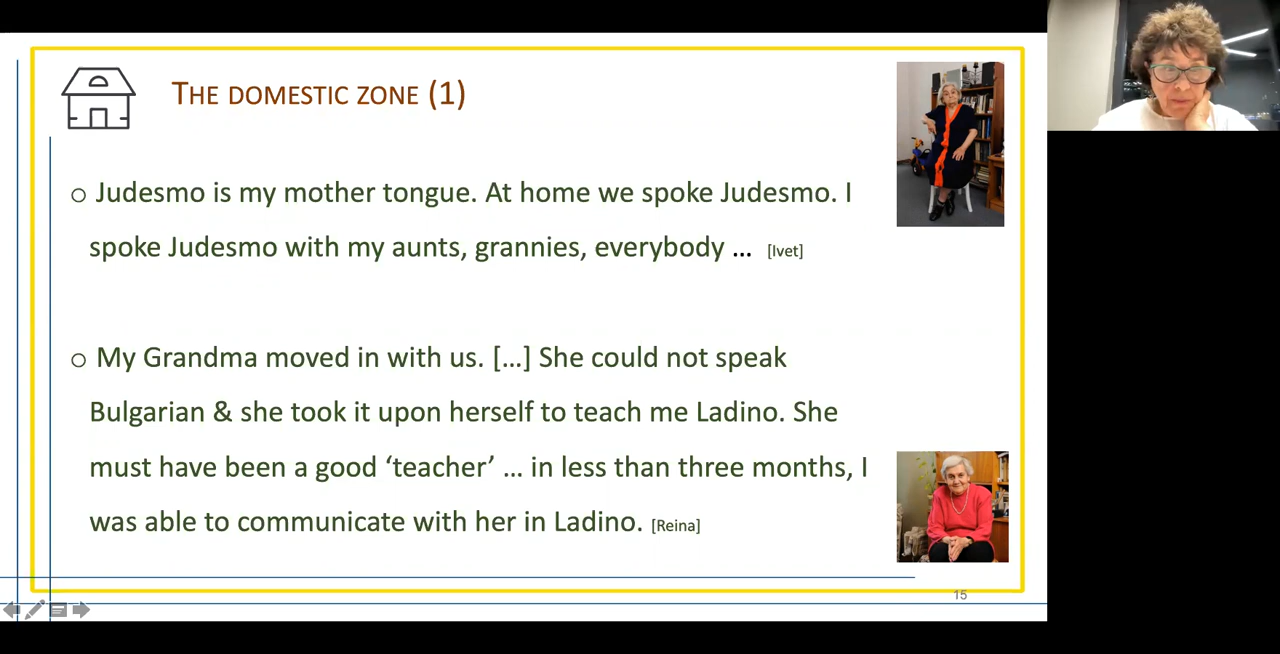 THE DOMESTIC ZONE (1)
o Judesmo is my mother tongue. At home we spoke Judesmo. I
spoke Judesmo with my aunts, grannies, everybody … [Ivet]
o My Grandma moved in with us. […] She could not speak
Bulgarian & she took it upon herself to teach me Ladino. She
must have been a good ‘teacher’ … in less than three months, I
was able to communicate with her in Ladino. [Reina]
15